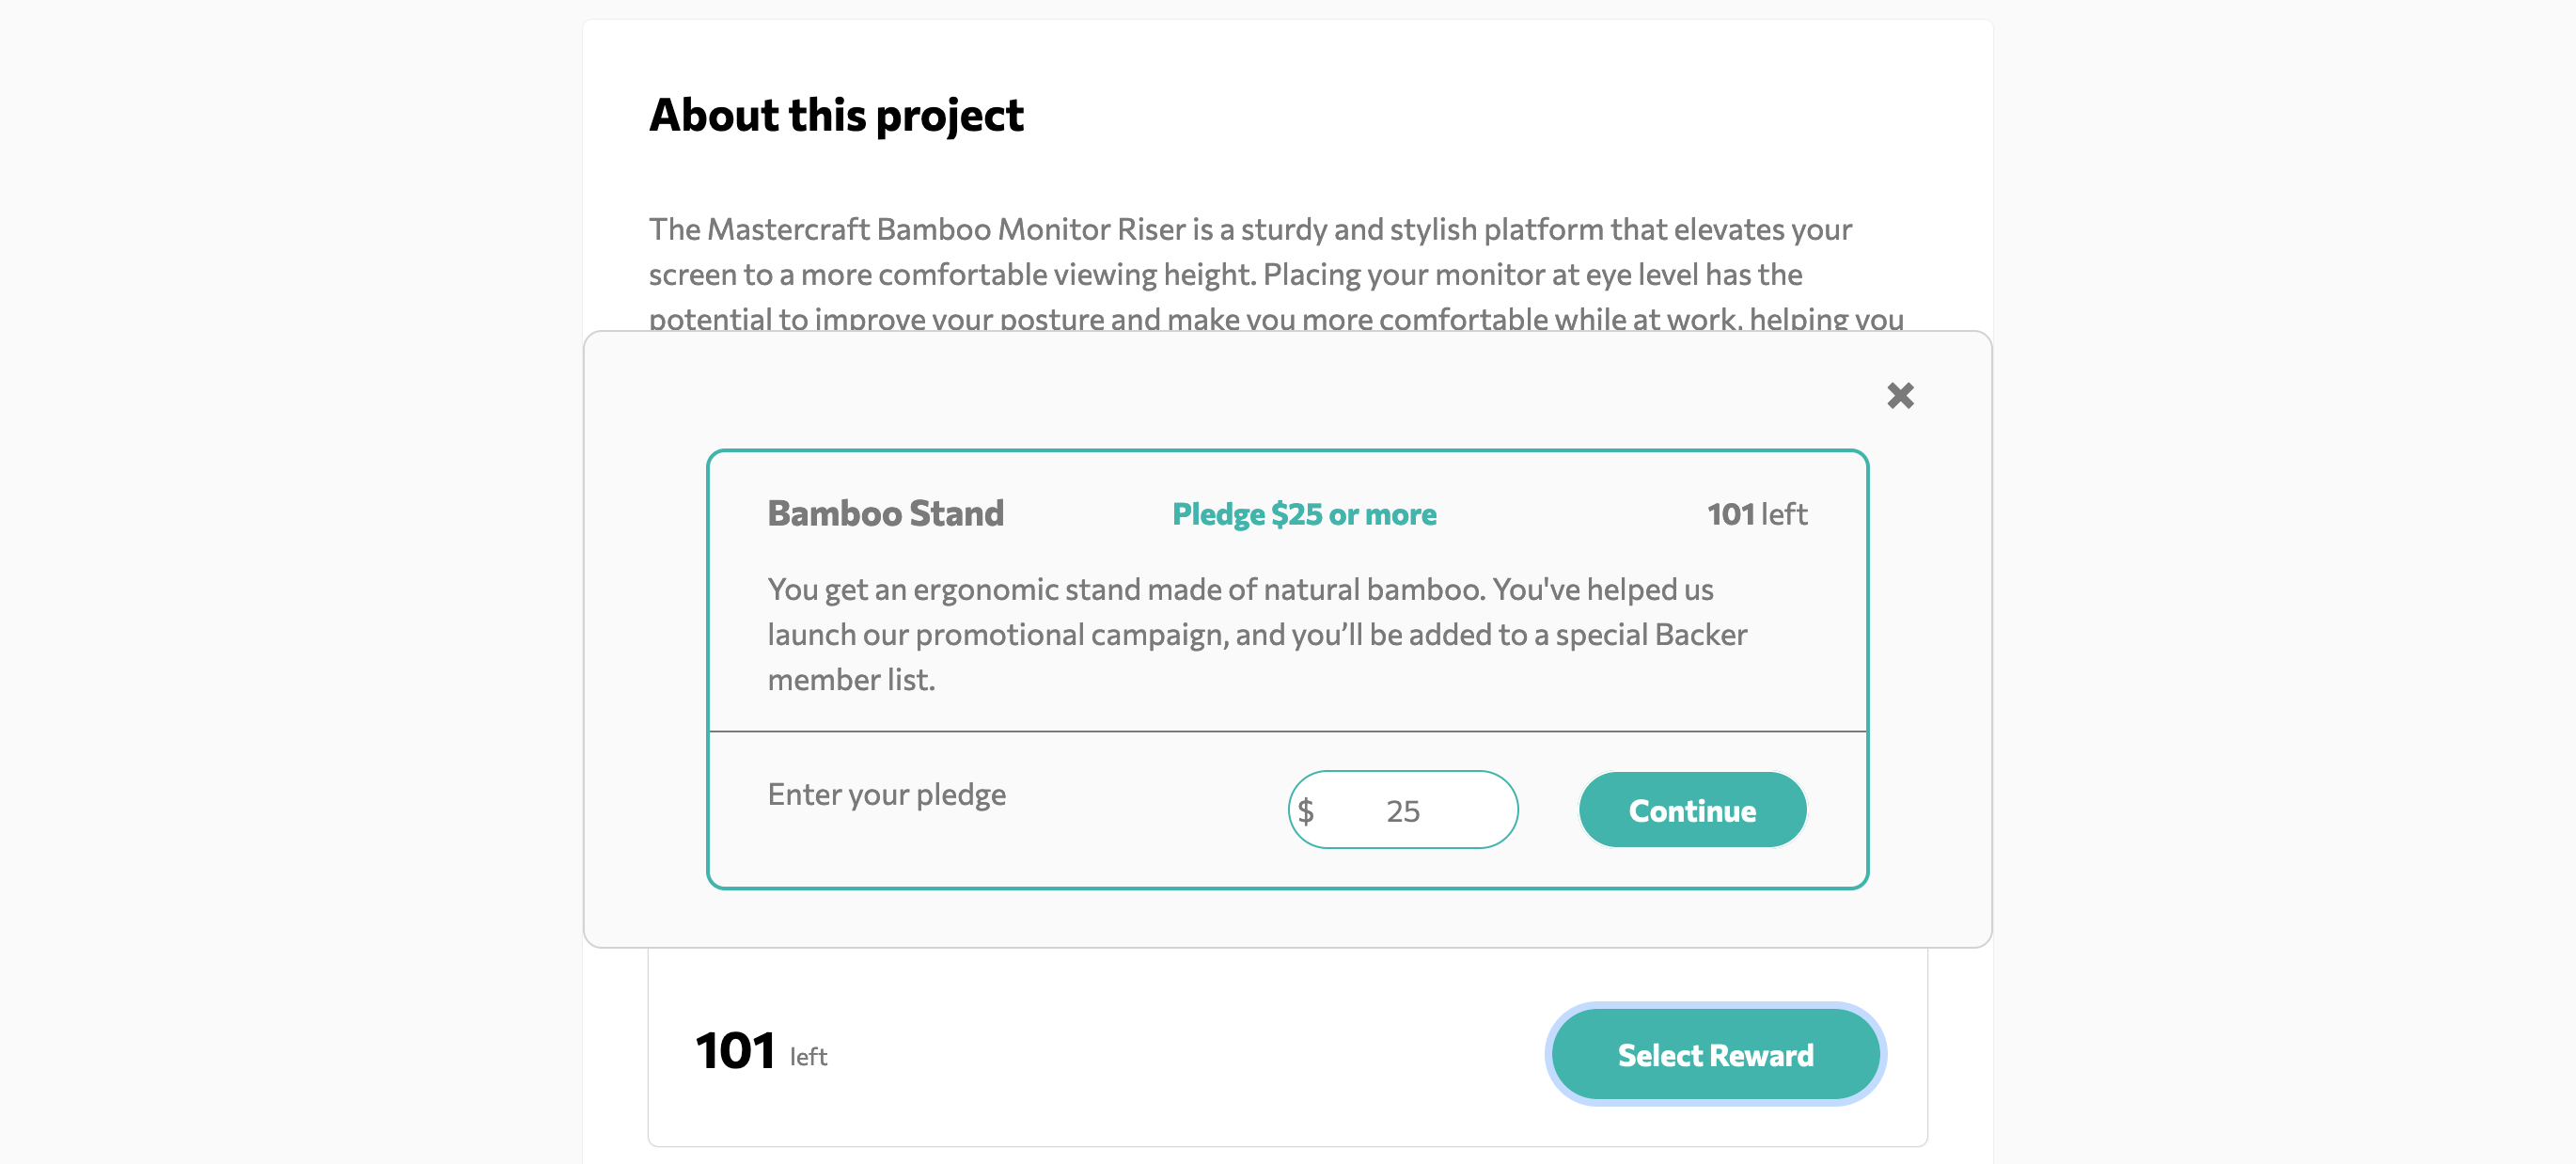 About this project
The Mastercraft Bamboo Monitor Riser is a sturdy and stylish platform that elevates your
screen to a more comfortable viewing height. Placing your monitor at eye level has the
potential to improve your posture and make you more comfortable while at work, helping you
Bamboo Stand Pledge $25 or more 101 left
You get an ergonomic stand made of natural bamboo. You've helped us
launch our promotional campaign, and you’ll be added to a special Backer
member list.
Enter your pledge $ 25 Continue
101 left Select Reward